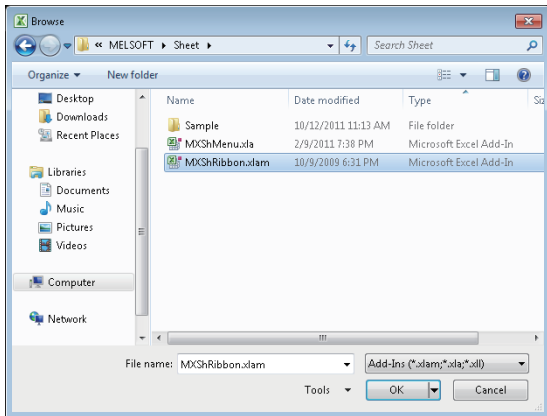 Browse
« MELSOFT ▸ Sheet ▸
Search Sheet
Organize ▾ New folder
Desktop
Downloads
Recent Places
Libraries
Documents
Music
Pictures
Videos
Computer
Network
Name Date modified Type Siz
Sample 10/12/2011 11:13 AM File folder
MXShMenu.xla 2/9/2011 7:38 PM Microsoft Excel Add-In
MXShRibbon.xlam 10/9/2009 6:31 PM Microsoft Excel Add-In
File name: MXShRibbon.xlam Add-Ins (*.xlam;*.xla;*.xll)
Tools OK Cancel